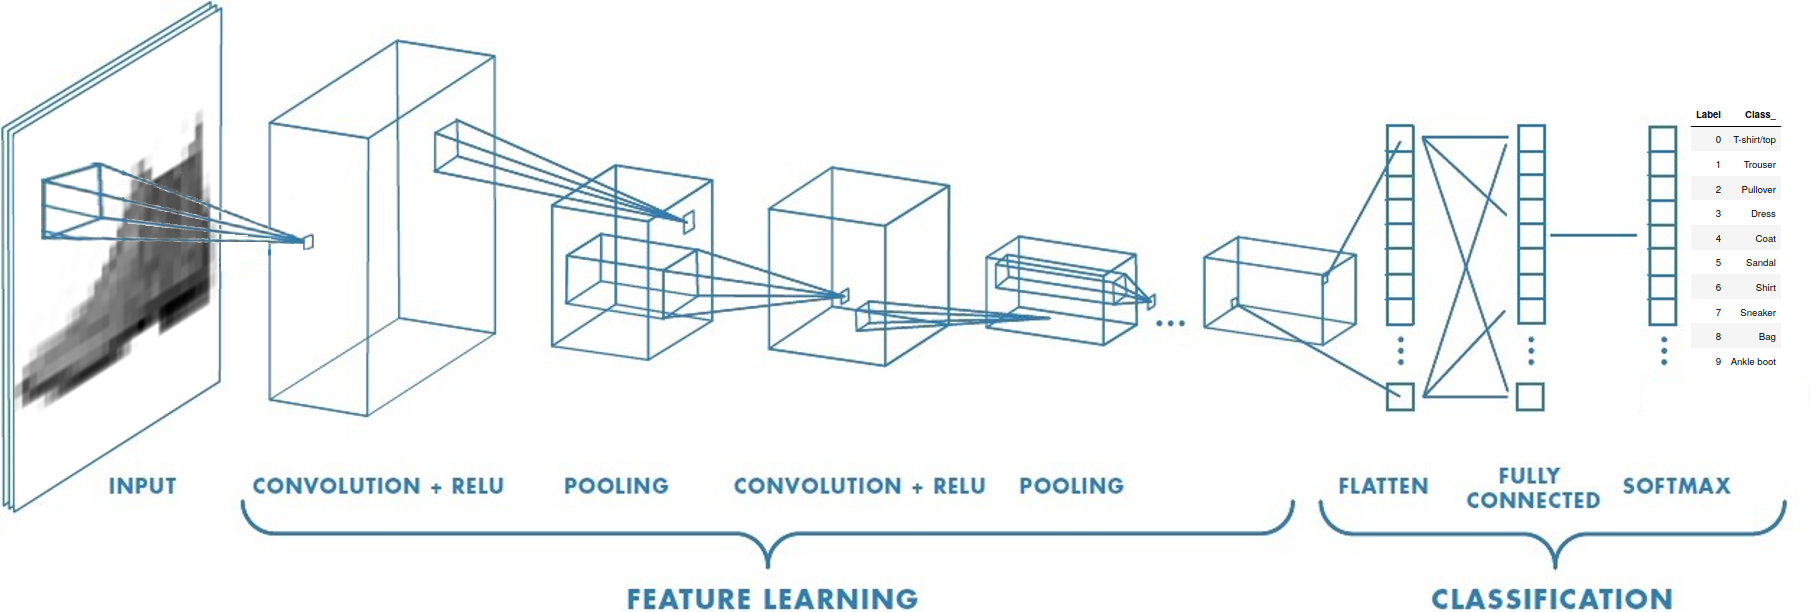 Label Class_
0 T-shirt/top
1 Trouser
2 Pullover
3 Dress
4 Coat
5 Sandal
6 Shirt
7 Sneaker
8 Bag
9 Ankle boot
INPUT
CONVOLUTION + RELU
POOLING
CONVOLUTION + RELU
POOLING
FLATTEN
FULLY
CONNECTED
SOFTMAX
FEATURE LEARNING
CLASSIFICATION